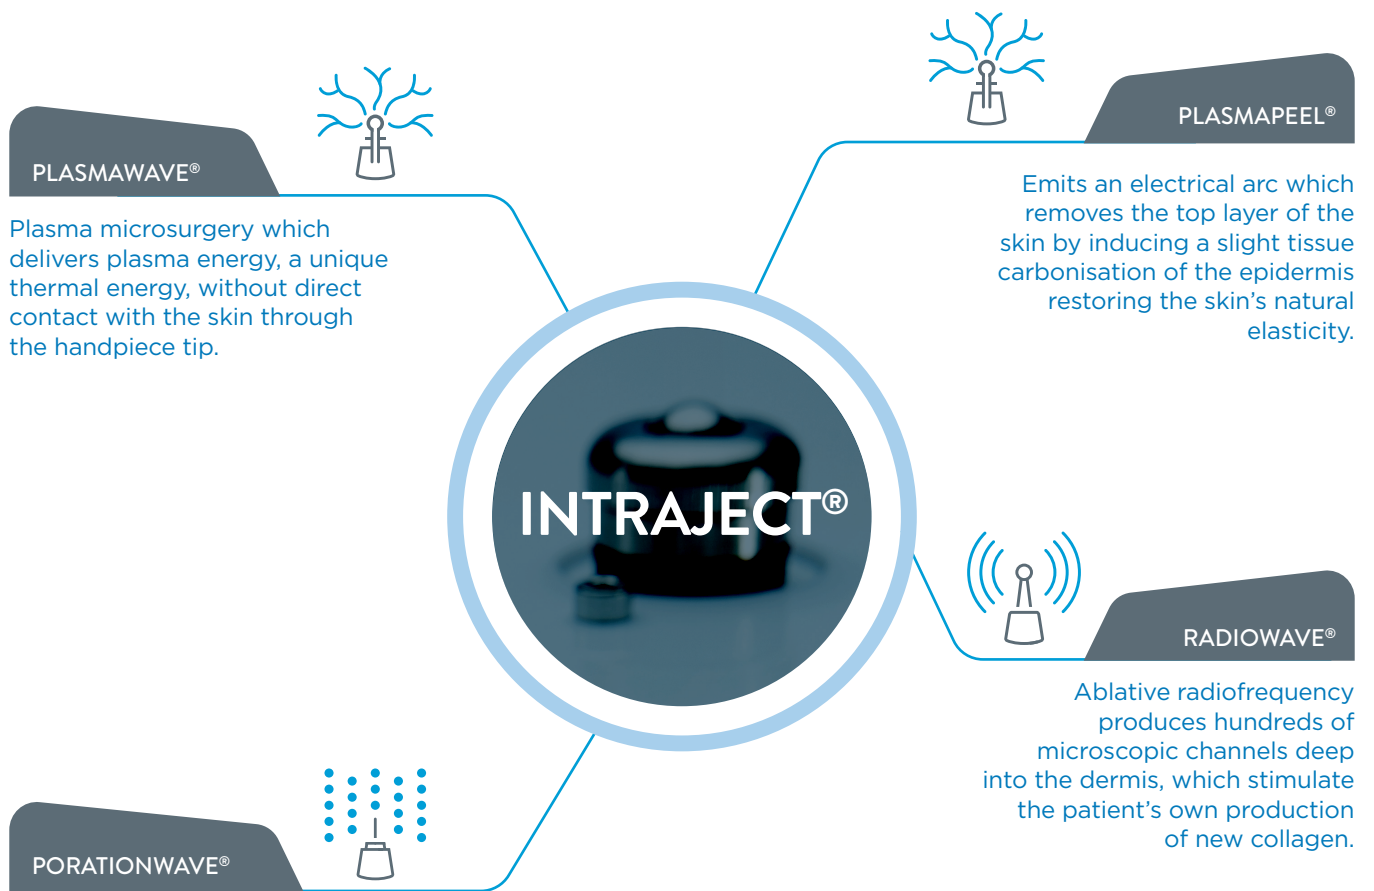 PLASMAWAVE®
Plasma microsurgery which
delivers plasma energy, a unique
thermal energy, without direct
contact with the skin through
the handpiece tip.
PLASMAPEEL®
Emits an electrical arc which
removes the top layer of the
skin by inducing a slight tissue
carbonisation of the epidermis
restoring the skin’s natural
elasticity.
INTRAJECT®
RADIOWAVE®
Ablative radiofrequency
produces hundreds of
microscopic channels deep
into the dermis, which stimulate
the patient’s own production
of new collagen.
PORATIONWAVE®